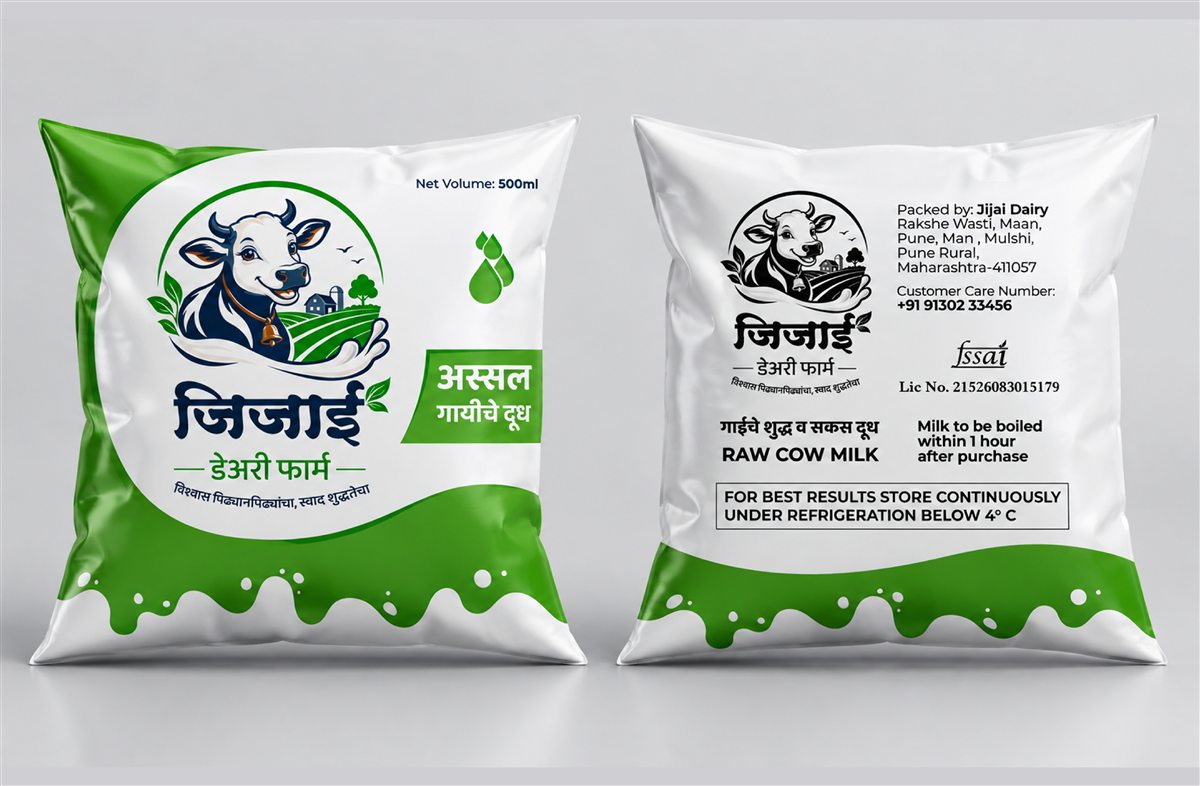 Net Volume: 500ml
जिजाई
डेअरी फार्म
विश्वास पिढ्यानपिढ्यांचा, स्वाद शुद्धतेचा
अस्सल
गायीचे दूध
जिजाई
डेअरी फार्म
विश्वास पिढ्यानपिढ्यांचा, स्वाद शुद्धतेचा
Packed by: Jijai Dairy
Rakshe Wasti, Maan,
Pune, Man , Mulshi,
Pune Rural,
Maharashtra-411057
Customer Care Number:
+91 91302 33456
fssai
Lic No. 21526083015179
गाईचे शुद्ध व सकस दूध
RAW COW MILK
Milk to be boiled
within 1 hour
after purchase
FOR BEST RESULTS STORE CONTINUOUSLY
UNDER REFRIGERATION BELOW 4° C